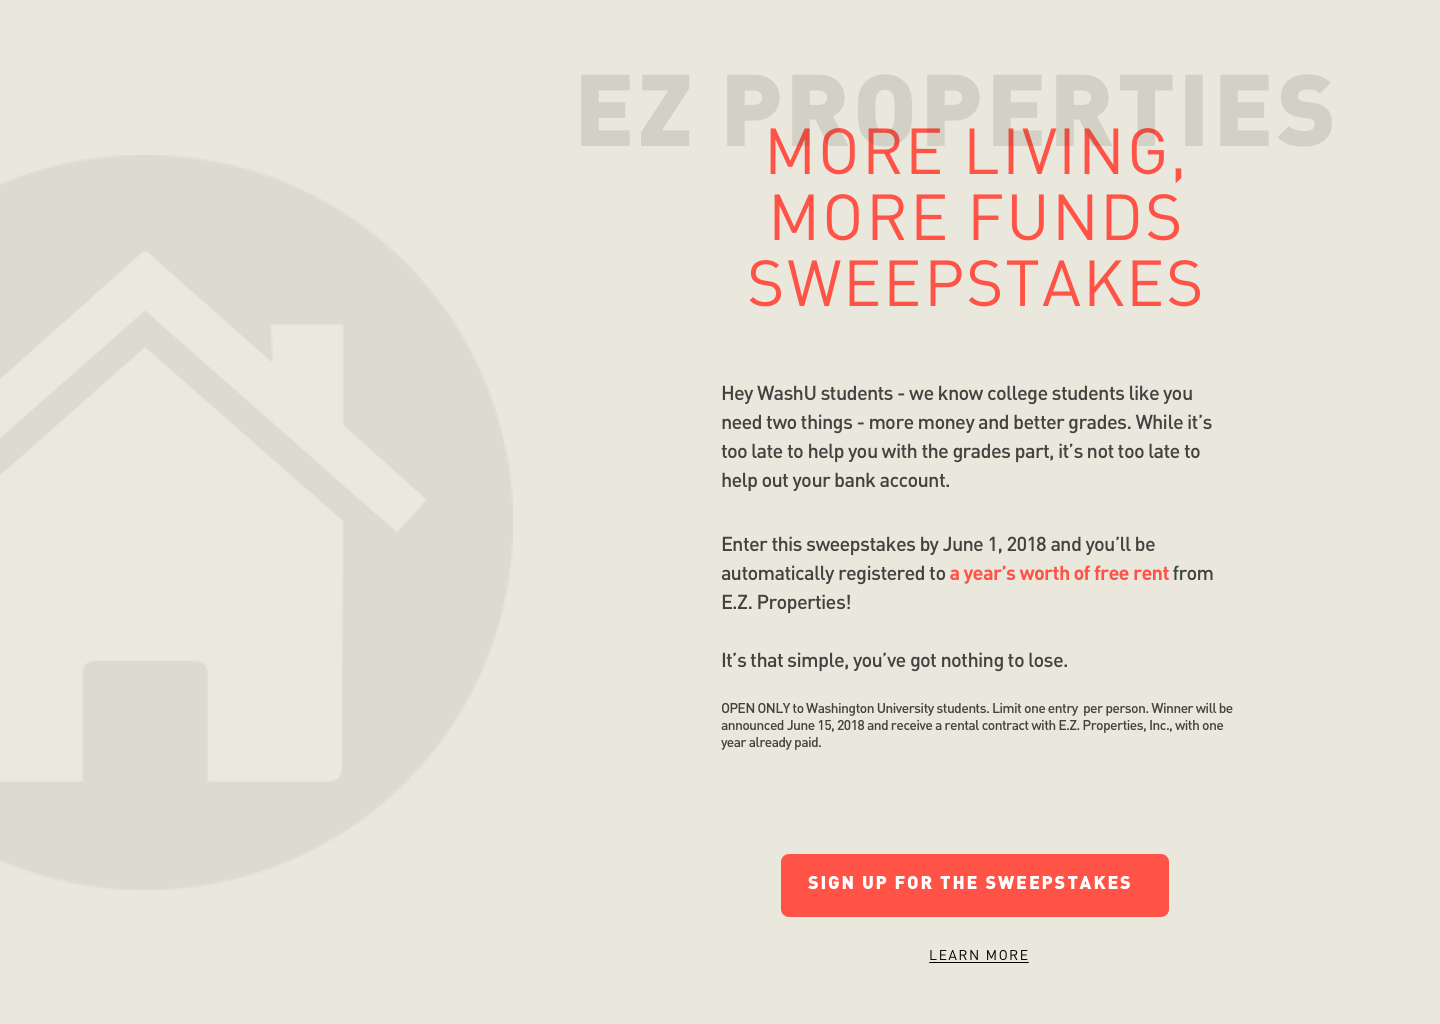 EZ PROPERTIES
MORE LIVING,
MORE FUNDS
SWEEPSTAKES
Hey WashU students - we know college students like you
need two things - more money and better grades. While it’s
too late to help you with the grades part, it’s not too late to
help out your bank account.
Enter this sweepstakes by June 1, 2018 and you’ll be
automatically registered to a year’s worth of free rent from
E.Z. Properties!
It’s that simple, you’ve got nothing to lose.
OPEN ONLY to Washington University students. Limit one entry  per person. Winner will be
announced June 15, 2018 and receive a rental contract with E.Z. Properties, Inc., with one
year already paid.
SIGN UP FOR THE SWEEPSTAKES
LEARN MORE